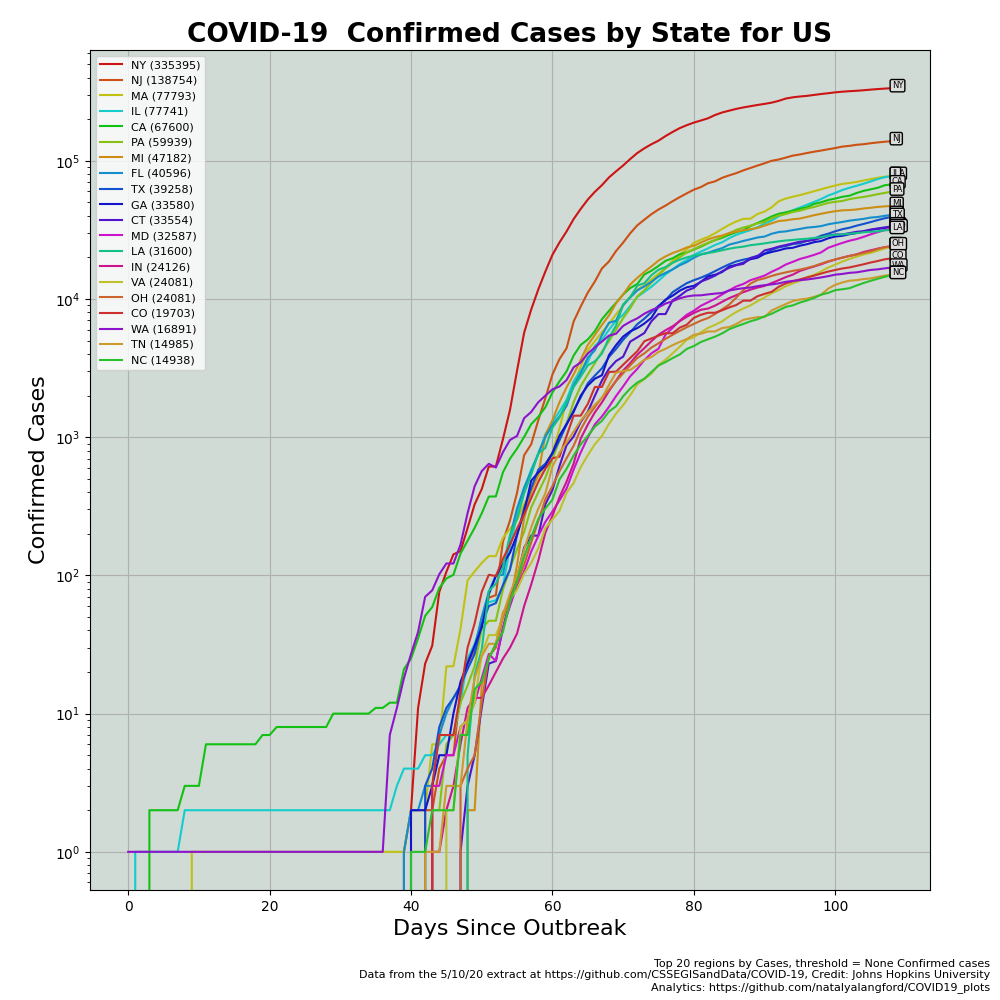 COVID-19  Confirmed Cases by State for US
NY (335395)
NJ (138754)
MA (77793)
IL (77741)
CA (67600)
PA (59939)
MI (47182)
FL (40596)
TX (39258)
GA (33580)
CT (33554)
MD (32587)
LA (31600)
IN (24126)
VA (24081)
OH (24081)
CO (19703)
WA (16891)
TN (14985)
NC (14938)
NY
NJ
CA
PA
MI
TX
LA
OH
CO
WA
NC
10^5
10^4
10^3
10^2
10^1
10^0
Confirmed Cases
0 20 40 60 80 100
Days Since Outbreak
Top 20 regions by Cases, threshold = None Confirmed cases
Data from the 5/10/20 extract at https://github.com/CSSEGISandData/COVID-19, Credit: Johns Hopkins University
Analytics: https://github.com/natalyalangford/COVID19_plots